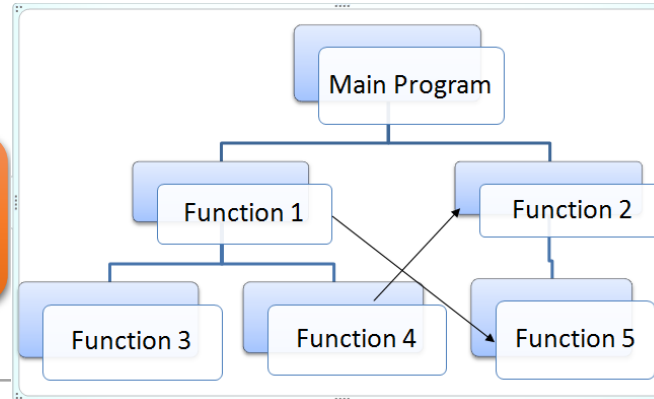 Main Program
Function 1
Function 2
Function 3
Function 4
Function 5